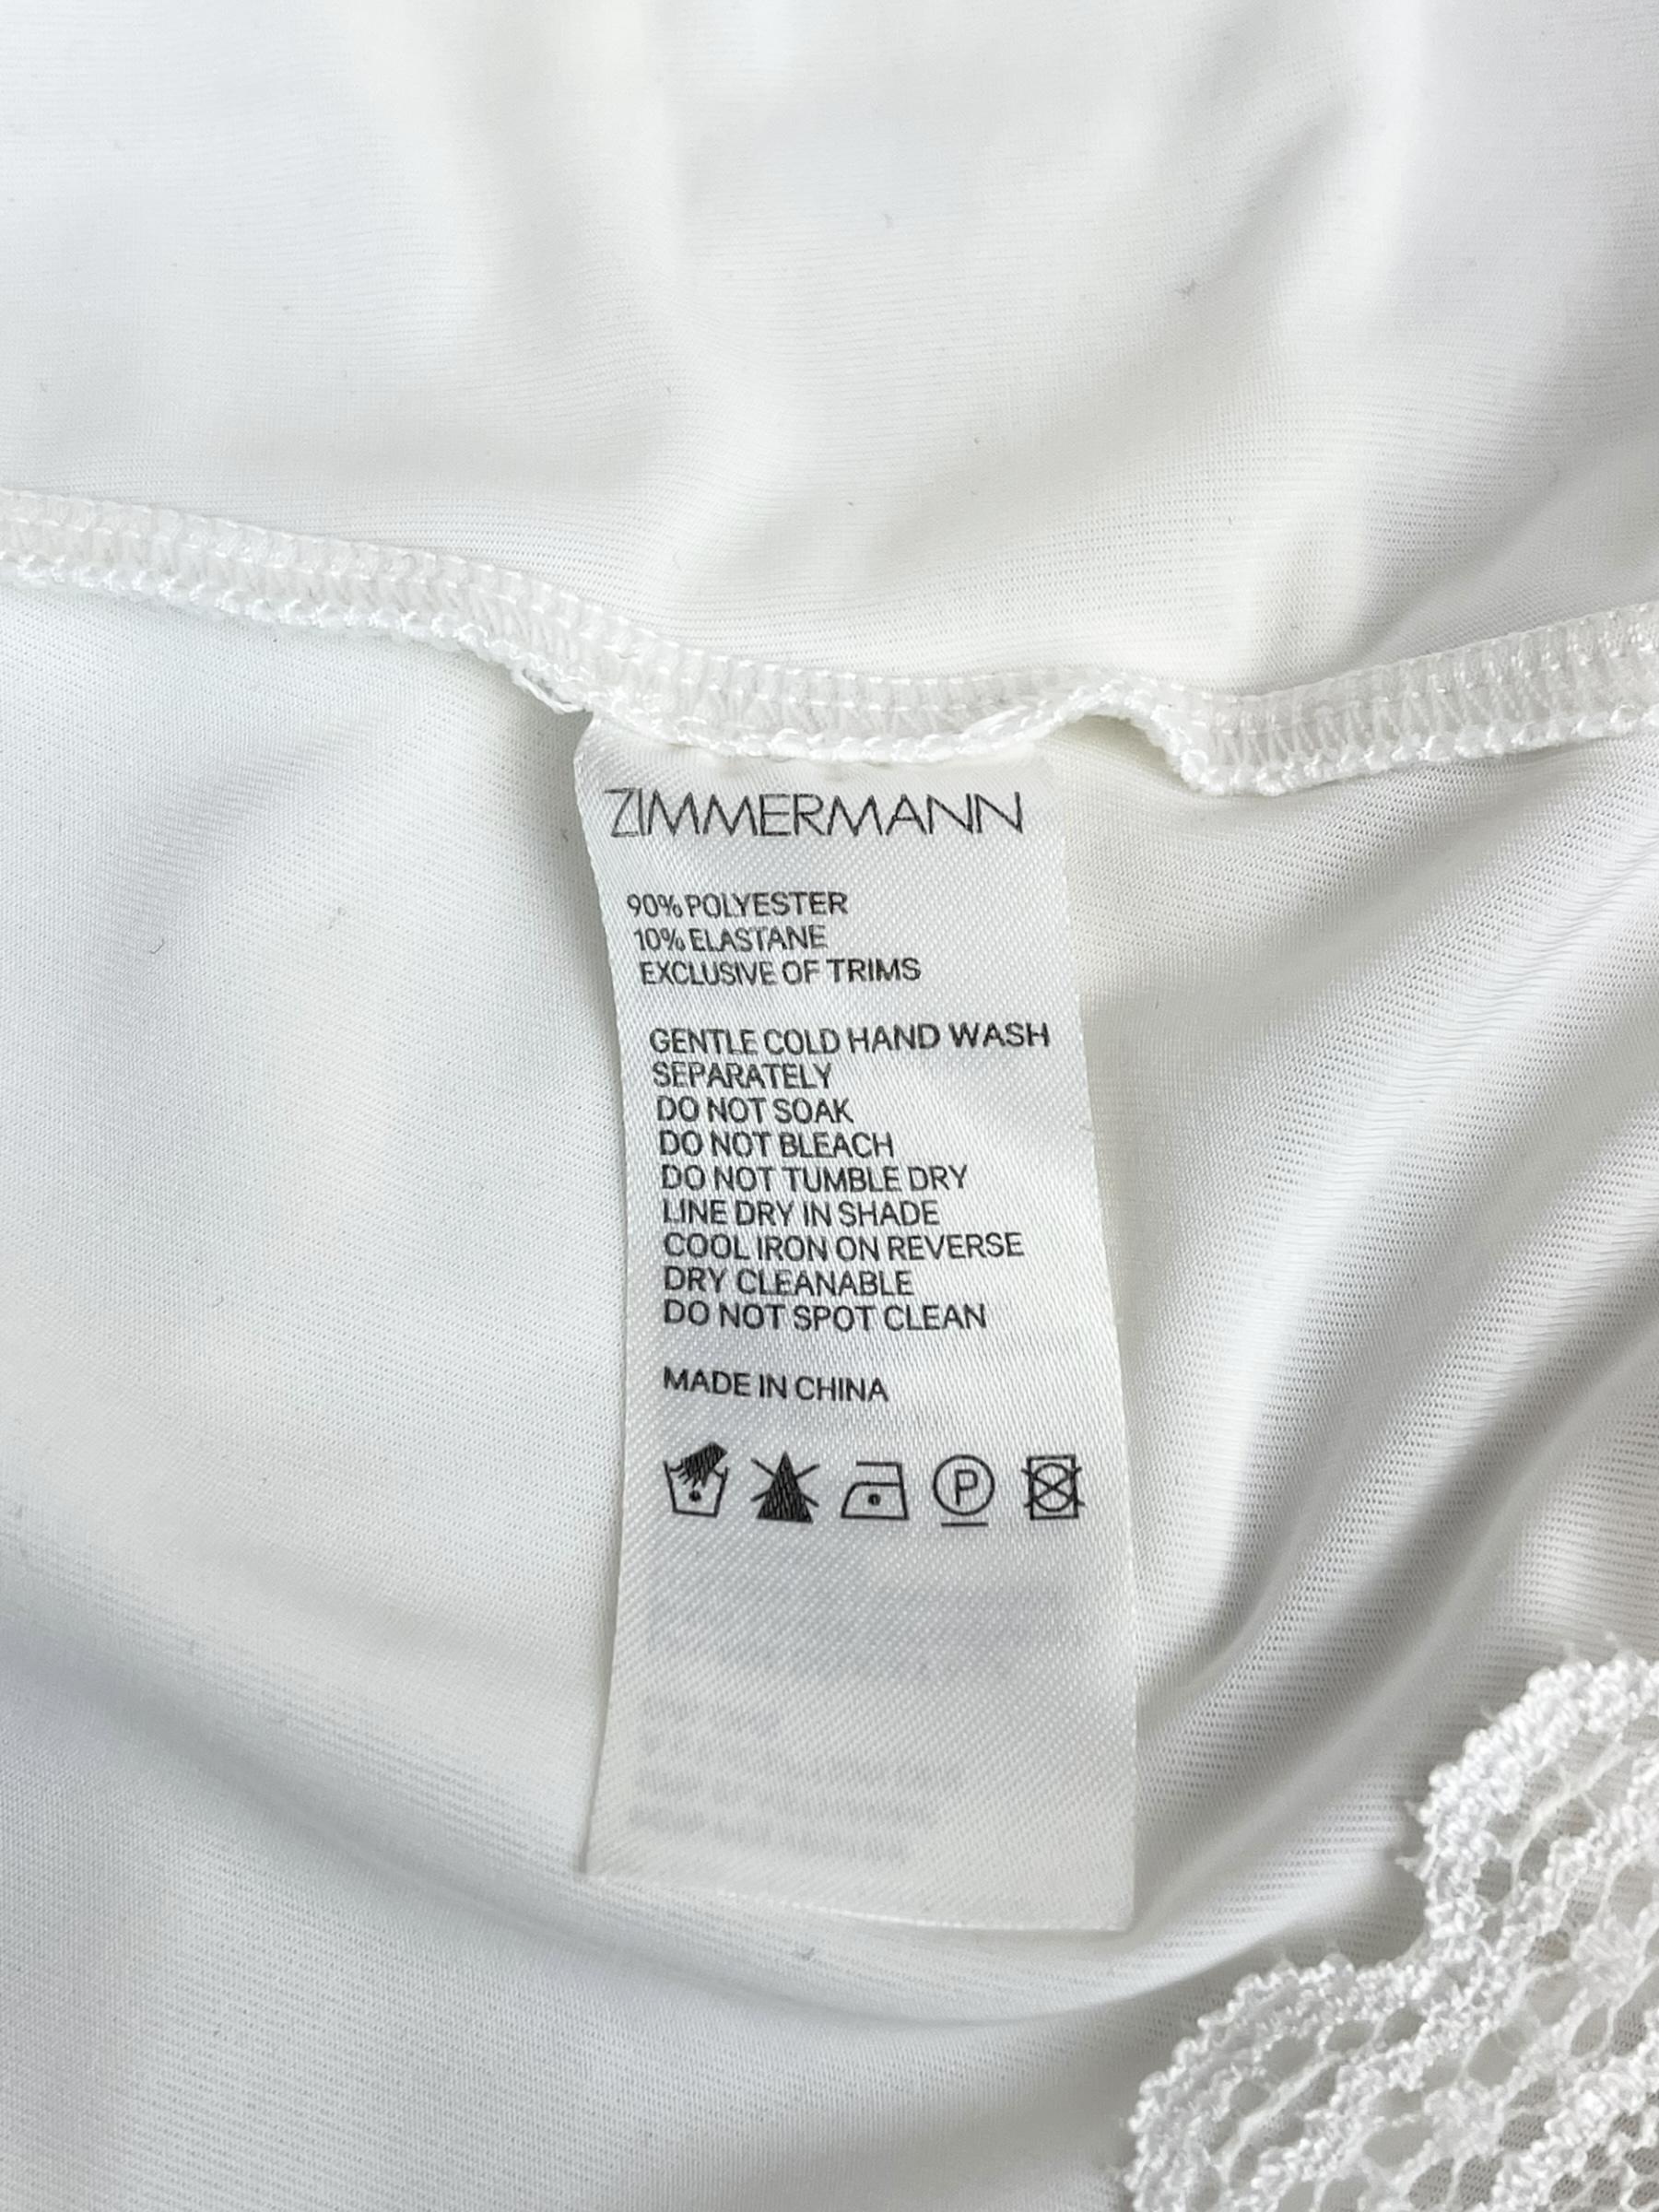 ZIMMERMANN
90% POLYESTER
10% ELASTANE
EXCLUSIVE OF TRIMS
GENTLE COLD HAND WASH
SEPARATELY
DO NOT SOAK
DO NOT BLEACH
DO NOT TUMBLE DRY
LINE DRY IN SHADE
COOL IRON ON REVERSE
DRY CLEANABLE
DO NOT SPOT CLEAN
MADE IN CHINA
P